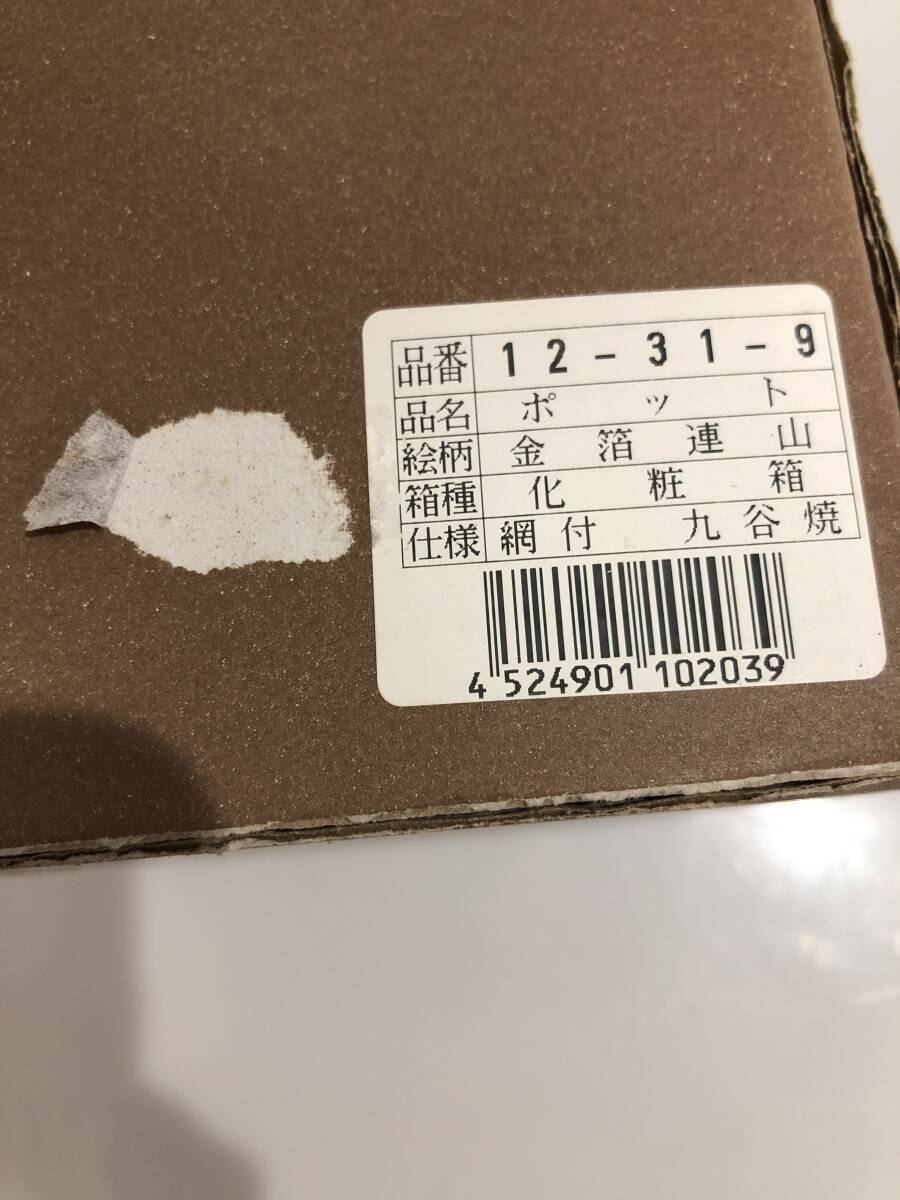 品番 12-31-9
品名 ポット
絵柄 金箔連山
箱種 化粧箱
仕様 網付 九谷焼
4 524901 102039